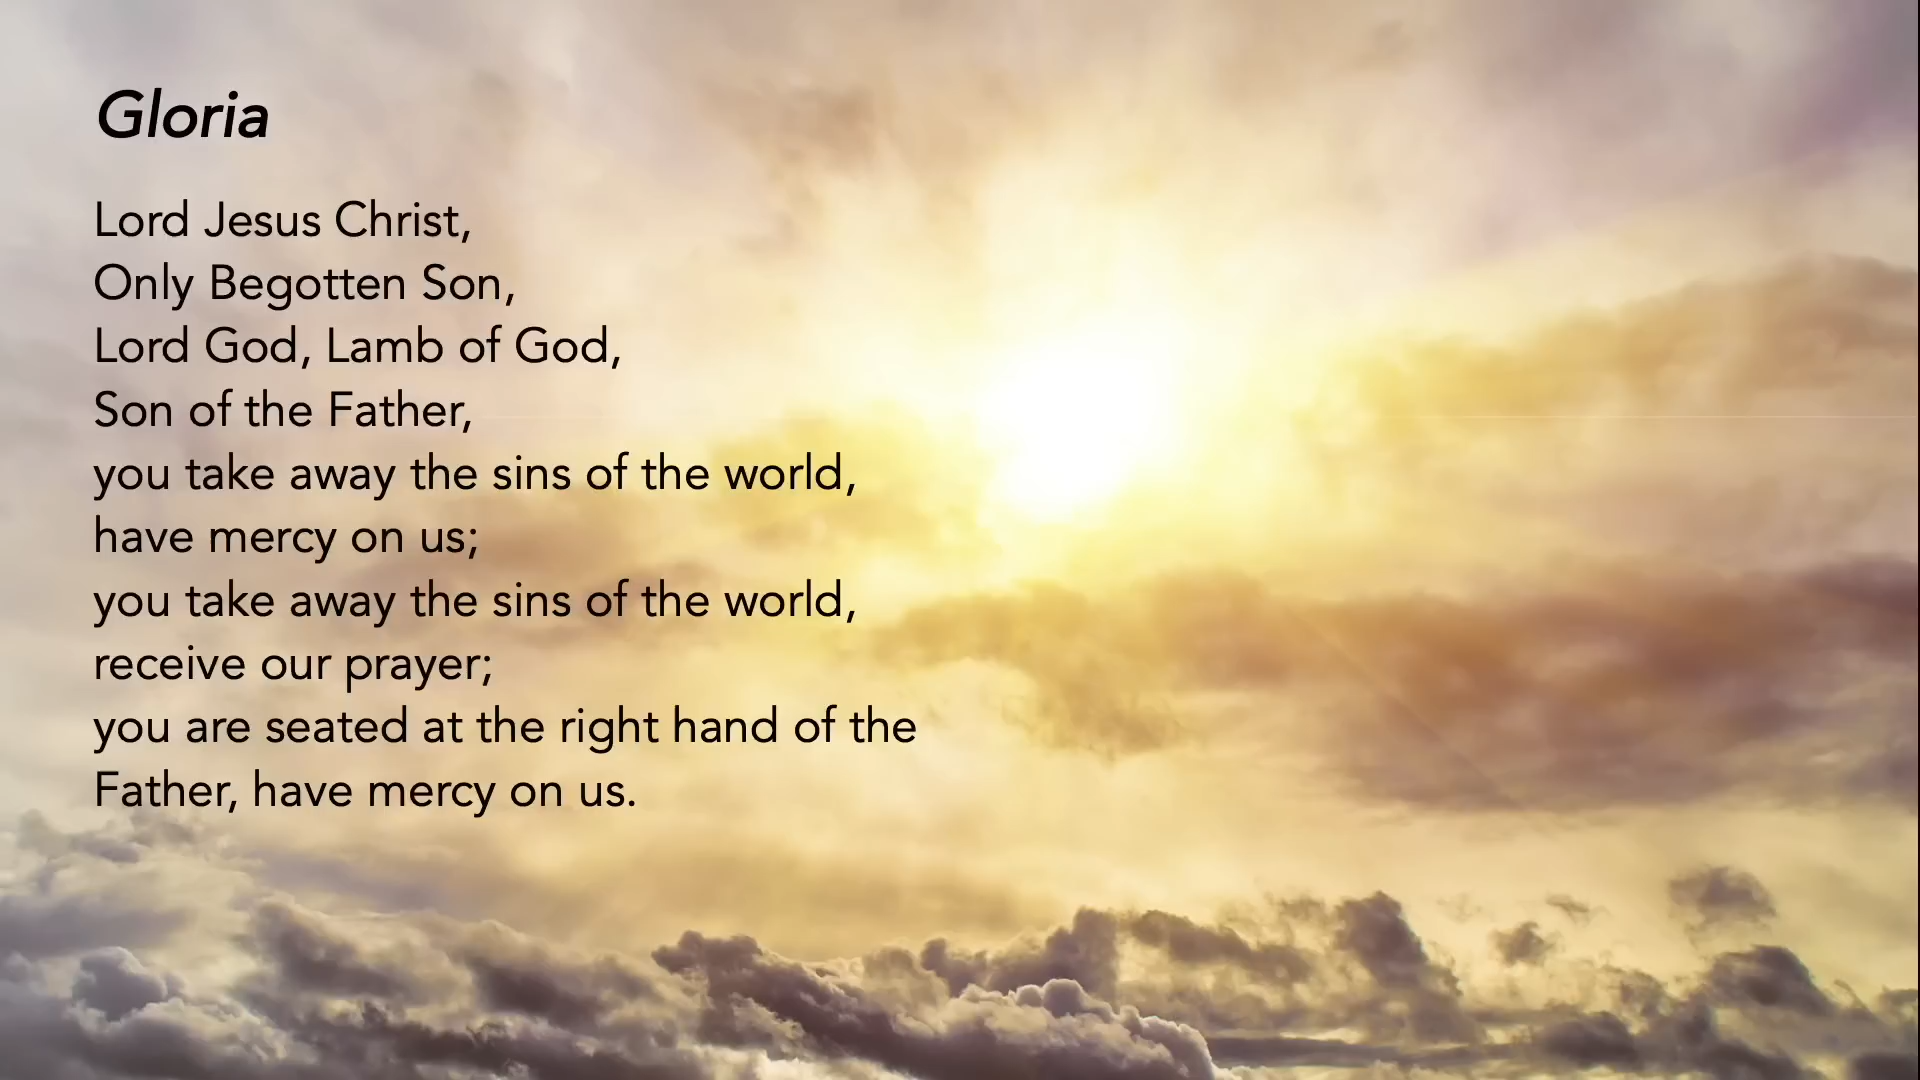 Gloria
Lord Jesus Christ,
Only Begotten Son,
Lord God, Lamb of God,
Son of the Father,
you take away the sins of the world,
have mercy on us;
you take away the sins of the world,
receive our prayer;
you are seated at the right hand of the
Father, have mercy on us.